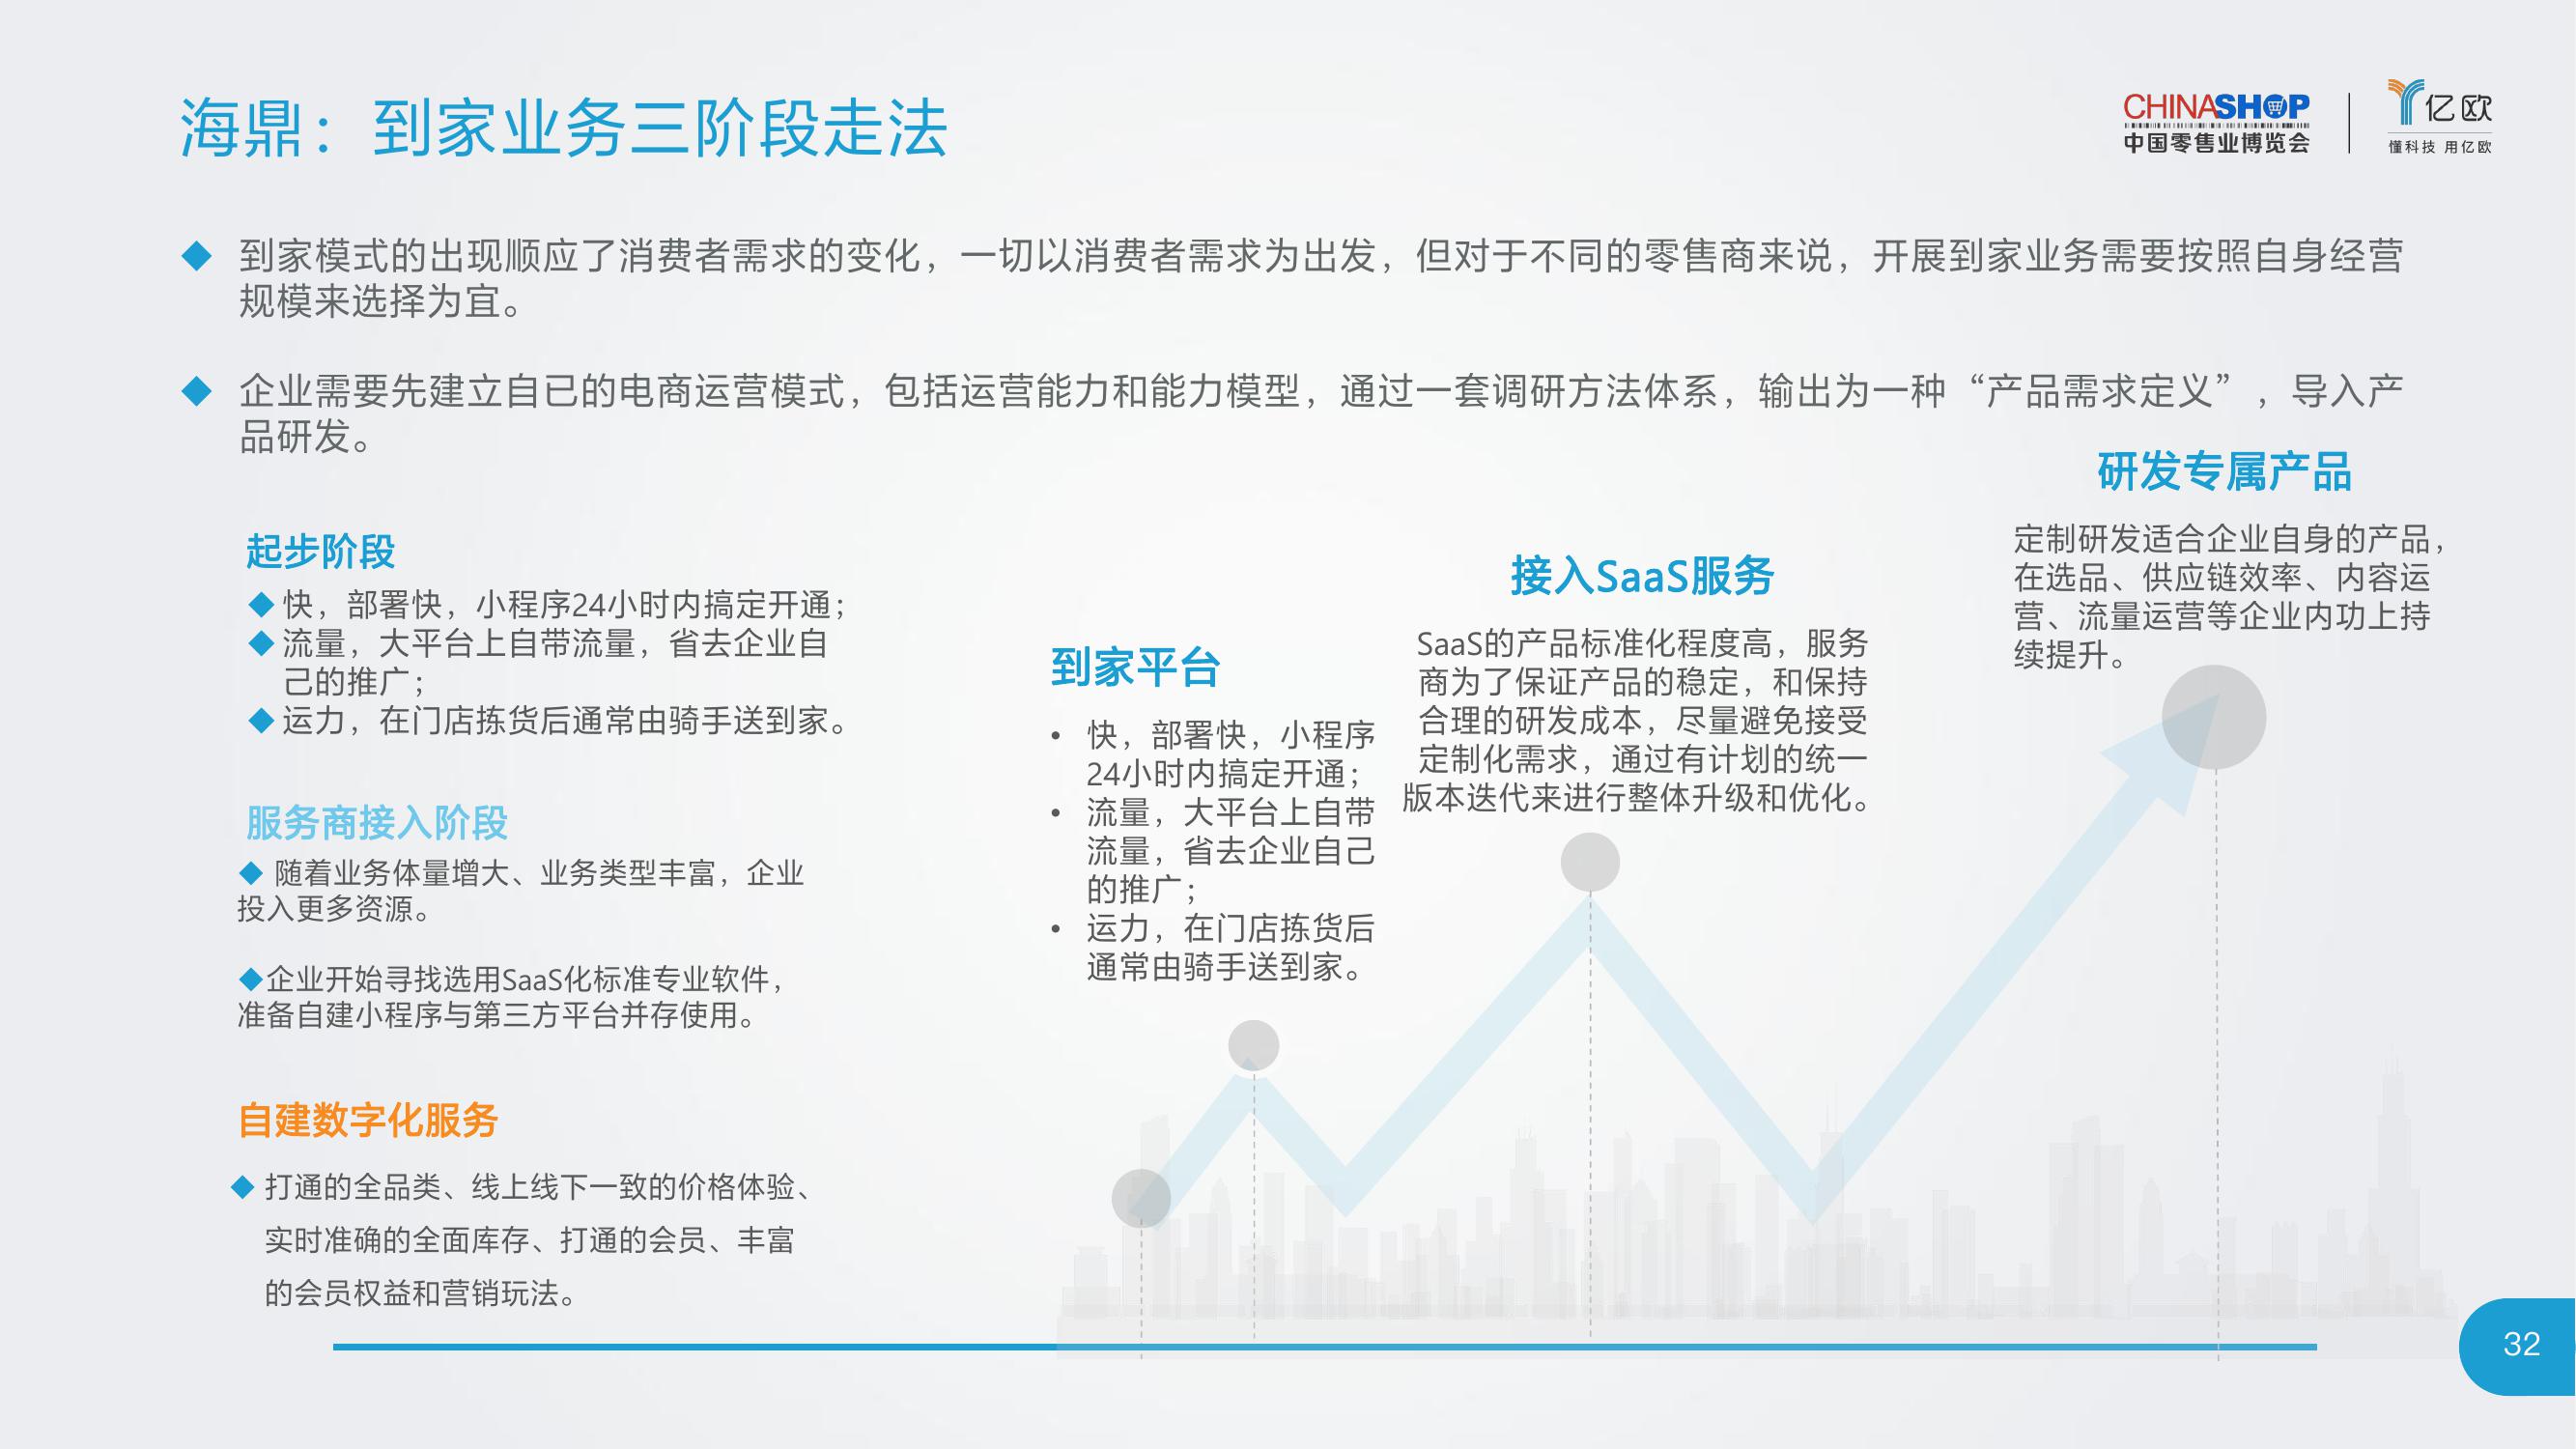 海鼎：到家业务三阶段走法
CHINASHOP
中国零售业博览会
亿欧
懂科技 用亿欧
◆ 到家模式的出现顺应了消费者需求的变化，一切以消费者需求为出发，但对于不同的零售商来说，开展到家业务需要按照自身经营
规模来选择为宜。
◆ 企业需要先建立自已的电商运营模式，包括运营能力和能力模型，通过一套调研方法体系，输出为一种“产品需求定义”，导入产
品研发。
起步阶段
◆ 快，部署快，小程序24小时内搞定开通；
◆ 流量，大平台上自带流量，省去企业自
己的推广；
◆ 运力，在门店拣货后通常由骑手送到家。
服务商接入阶段
◆ 随着业务体量增大、业务类型丰富，企业
投入更多资源。
◆企业开始寻找选用SaaS化标准专业软件，
准备自建小程序与第三方平台并存使用。
自建数字化服务
◆ 打通的全品类、线上线下一致的价格体验、
实时准确的全面库存、打通的会员、丰富
的会员权益和营销玩法。
到家平台
• 快，部署快，小程序
24小时内搞定开通；
• 流量，大平台上自带
流量，省去企业自己
的推广；
• 运力，在门店拣货后
通常由骑手送到家。
接入SaaS服务
SaaS的产品标准化程度高，服务
商为了保证产品的稳定，和保持
合理的研发成本，尽量避免接受
定制化需求，通过有计划的统一
版本迭代来进行整体升级和优化。
研发专属产品
定制研发适合企业自身的产品，
在选品、供应链效率、内容运
营、流量运营等企业内功上持
续提升。
32